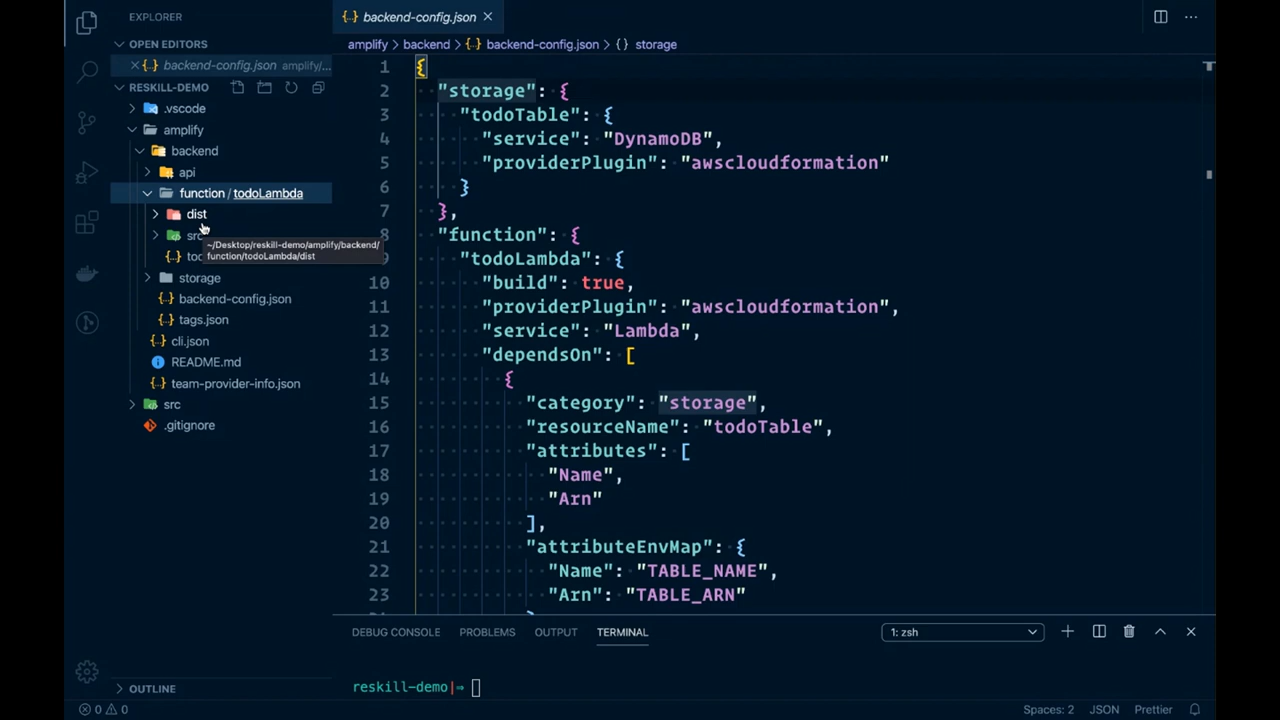 EXPLORER
OPEN EDITORS
backend-config.json amplify/...
RESKILL-DEMO
.vscode
amplify
backend
api
function / todoLambda
dist
src
~/Desktop/reskill-demo/amplify/backend/
function/todoLambda/dist
storage
backend-config.json
tags.json
cli.json
README.md
team-provider-info.json
src
.gitignore
OUTLINE
backend-config.json
amplify > backend > {..} backend-config.json > {} storage
1 {
2 "storage": {
3 "todoTable": {
4 "service": "DynamoDB",
5 "providerPlugin": "awscloudformation"
6 }
7 },
8 "function": {
9 "todoLambda": {
10 "build": true,
11 "providerPlugin": "awscloudformation",
12 "service": "Lambda",
13 "dependsOn": [
14 {
15 "category": "storage",
16 "resourceName": "todoTable",
17 "attributes": [
18 "Name",
19 "Arn"
20 ],
21 "attributeEnvMap": {
22 "Name": "TABLE_NAME",
23 "Arn": "TABLE_ARN"
DEBUG CONSOLE PROBLEMS OUTPUT TERMINAL
1: zsh
reskill-demo|⇒
0 0
Spaces: 2 JSON Prettier